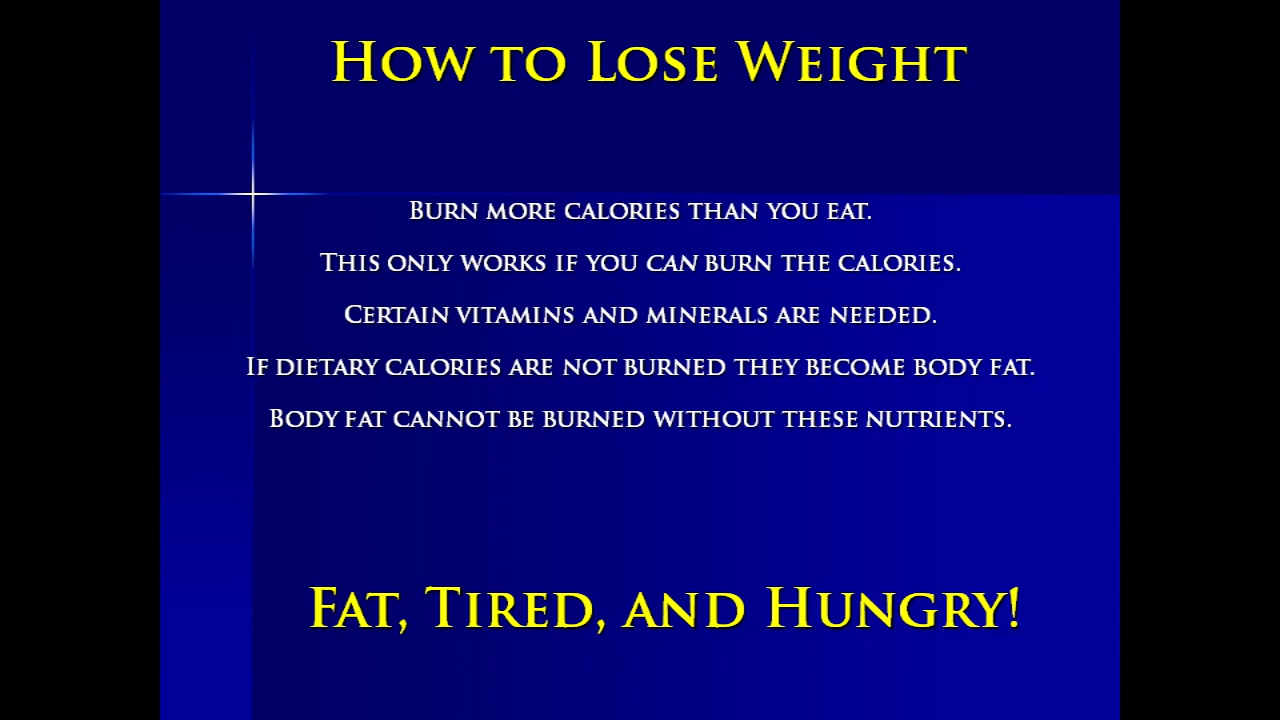 How to Lose Weight
Burn more calories than you eat.
This only works if you can burn the calories.
Certain vitamins and minerals are needed.
If dietary calories are not burned they become body fat.
Body fat cannot be burned without these nutrients.
Fat, Tired, and Hungry!